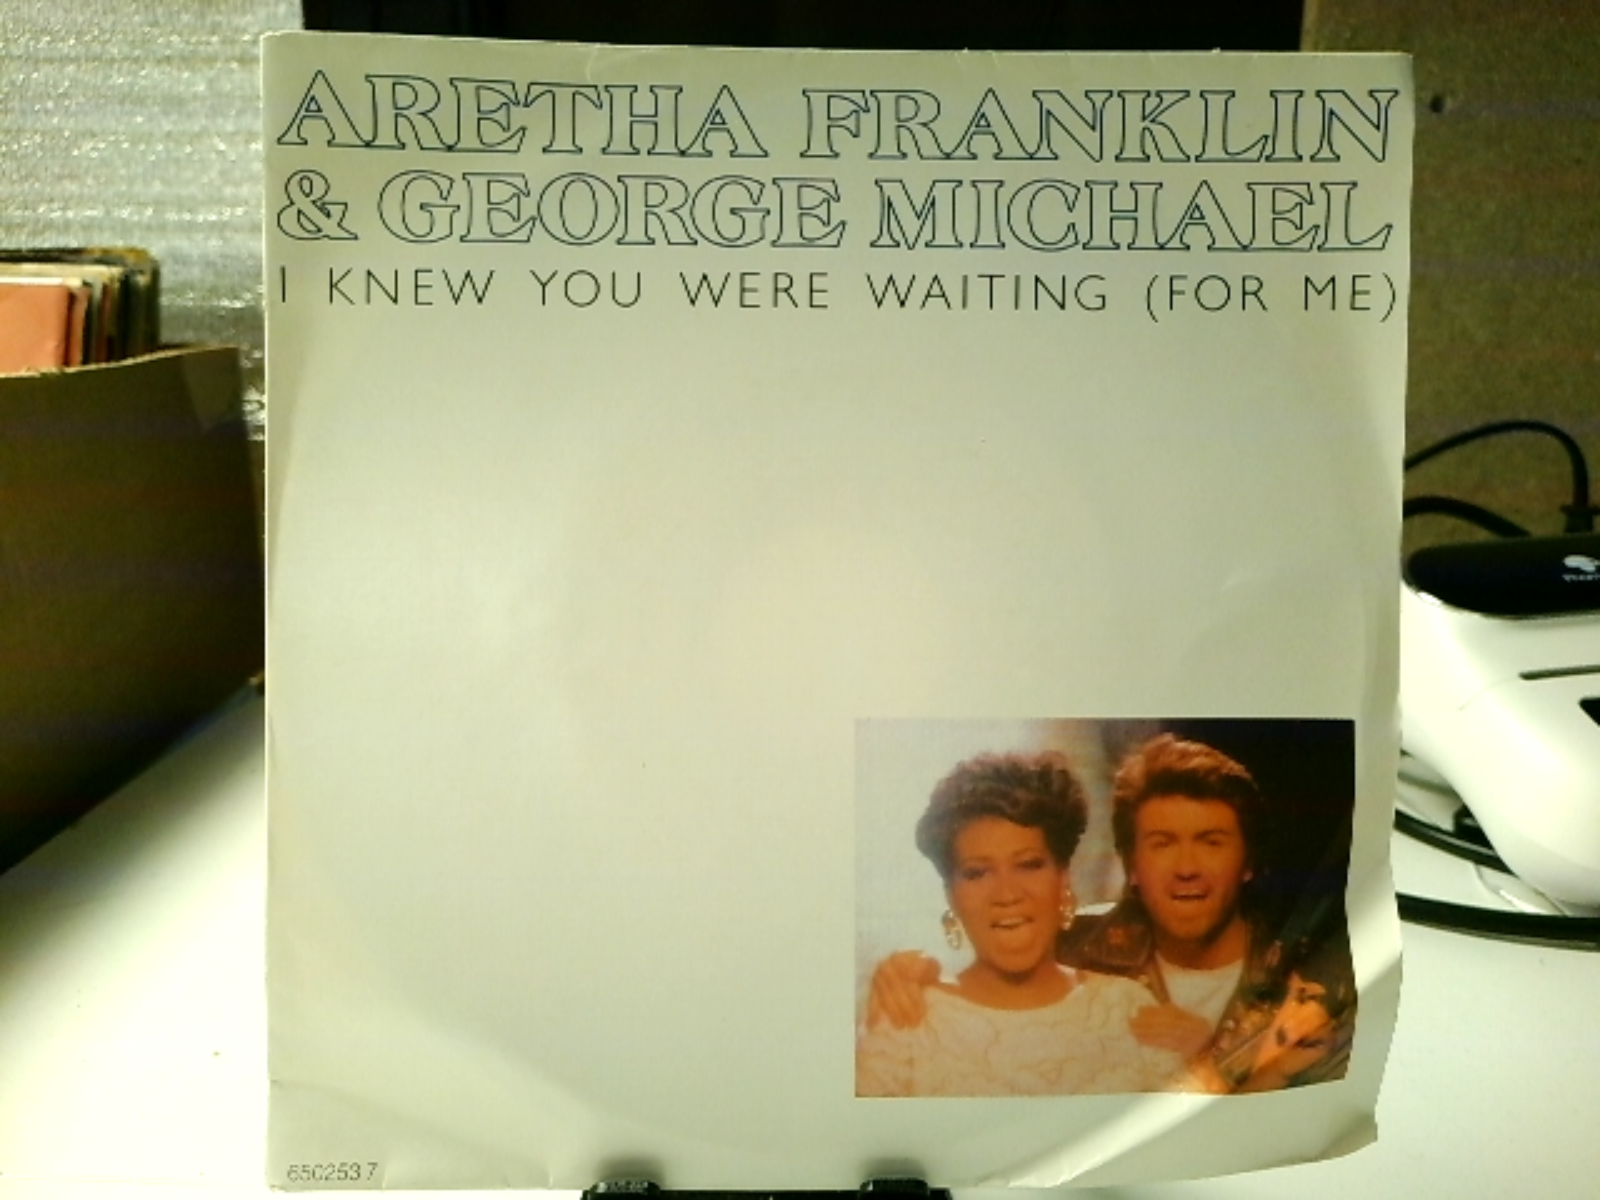 ARETHA FRANKLIN
& GEORGE MICHAEL
I KNEW YOU WERE WAITING (FOR ME)
650253 7